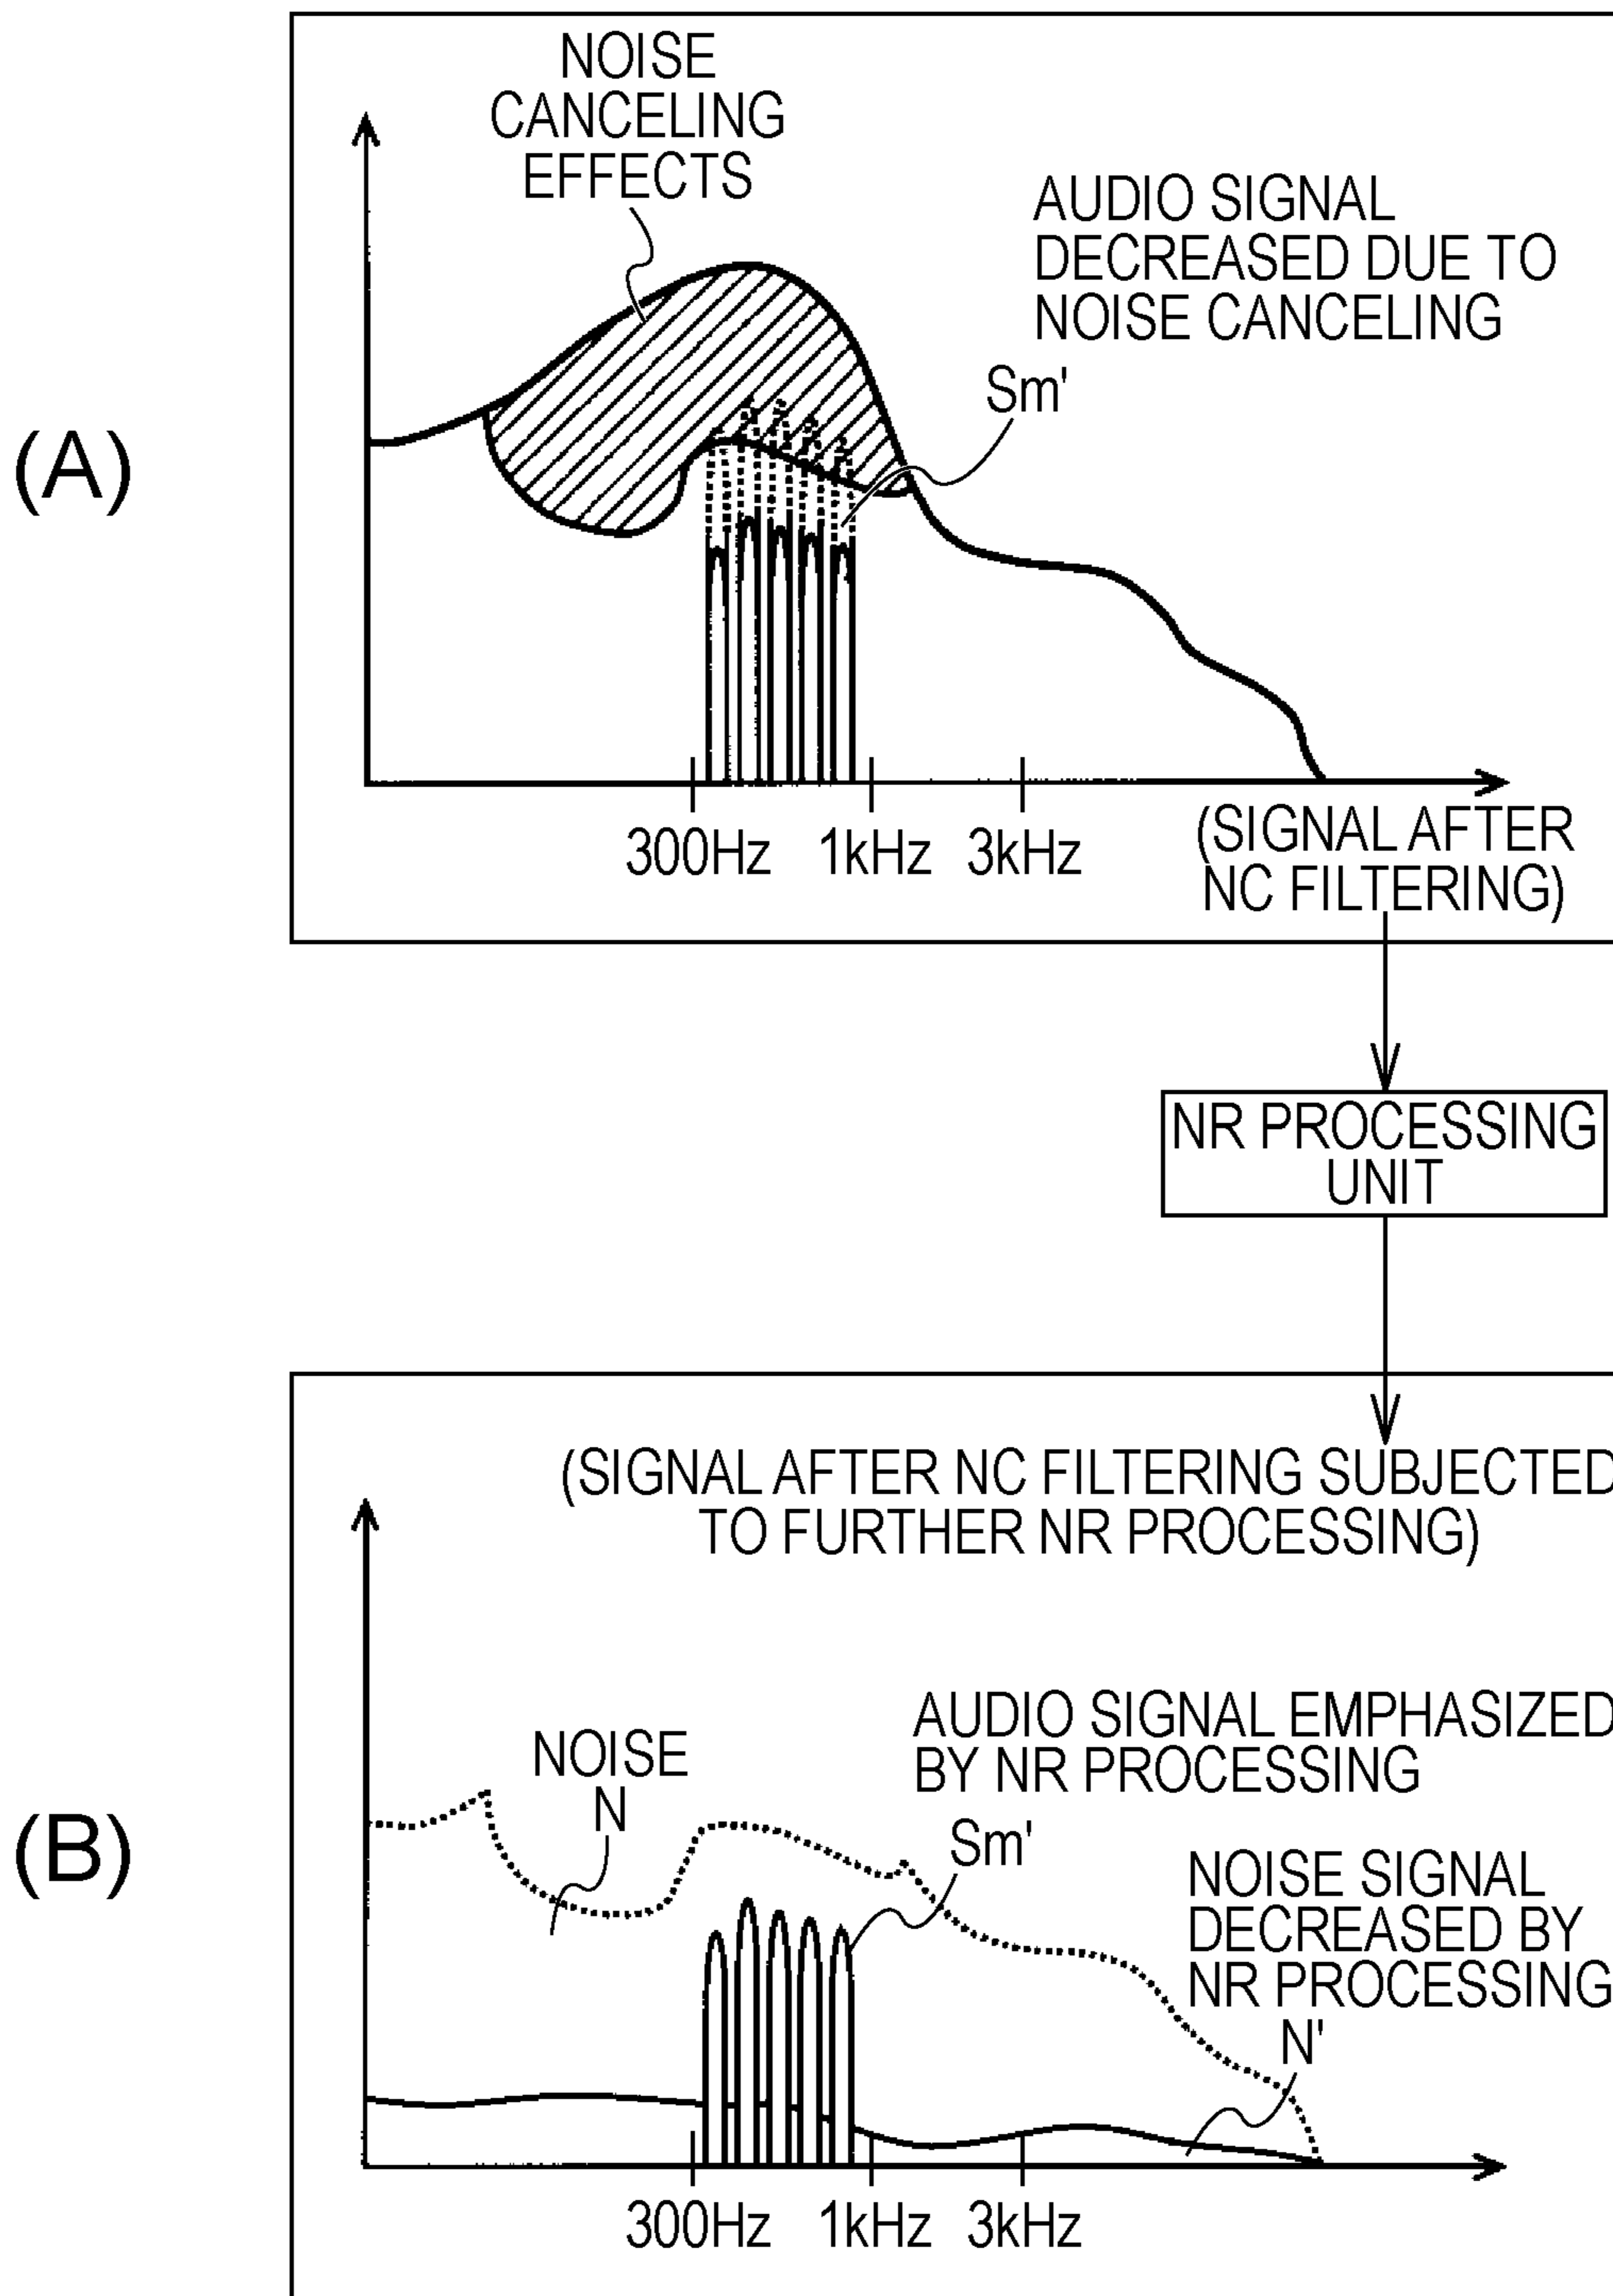 (A)
NOISE
CANCELING
EFFECTS
AUDIO SIGNAL
DECREASED DUE TO
NOISE CANCELING
Sm'
300Hz 1kHz 3kHz
(SIGNAL AFTER
NC FILTERING)
NR PROCESSING
UNIT
(B)
(SIGNAL AFTER NC FILTERING SUBJECTED
TO FURTHER NR PROCESSING)
NOISE
N
AUDIO SIGNAL EMPHASIZED
BY NR PROCESSING
Sm'
NOISE SIGNAL
DECREASED BY
NR PROCESSING
N'
300Hz 1kHz 3kHz